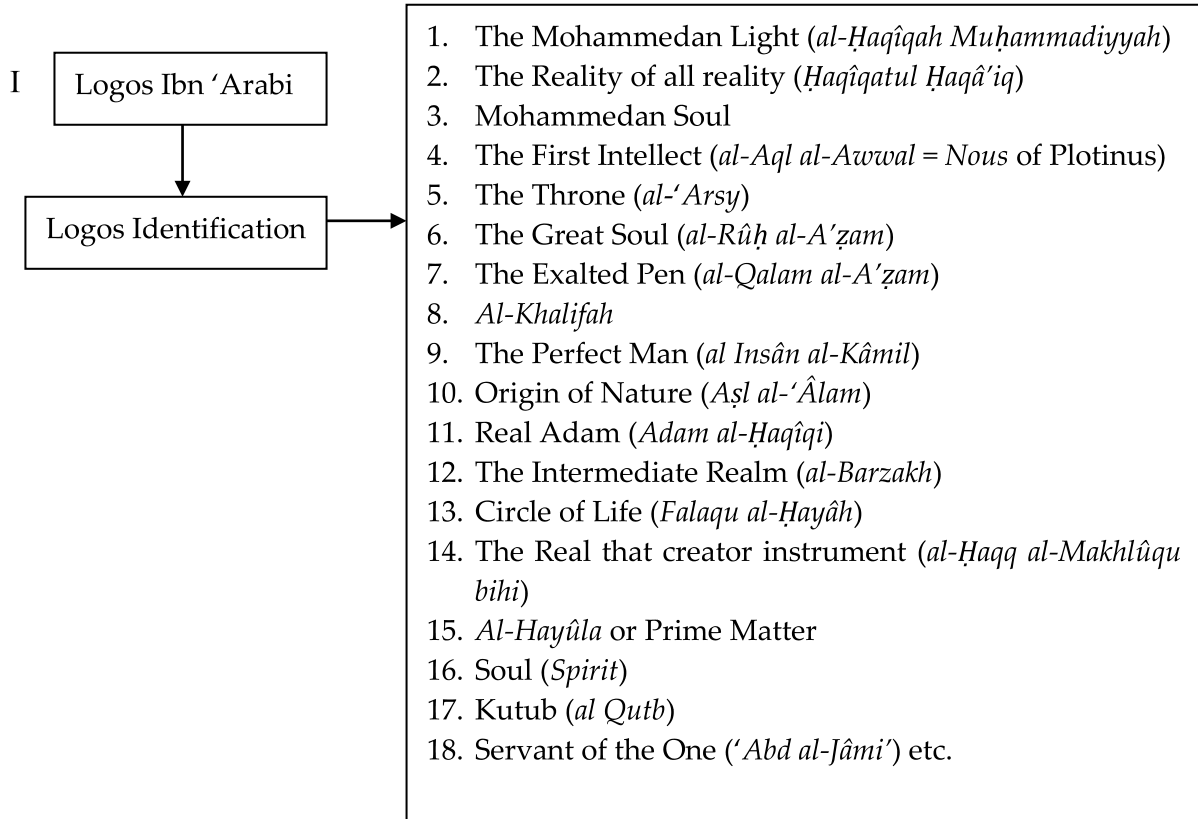 I
Logos Ibn ‘Arabi
Logos Identification
1. The Mohammedan Light (al-Ḥaqîqah Muḥammadiyyah)
2. The Reality of all reality (Ḥaqîqatul Ḥaqâ’iq)
3. Mohammedan Soul
4. The First Intellect (al-Aql al-Awwal = Nous of Plotinus)
5. The Throne (al-‘Arsy)
6. The Great Soul (al-Rûḥ al-A’ẓam)
7. The Exalted Pen (al-Qalam al-A’ẓam)
8. Al-Khalifah
9. The Perfect Man (al Insân al-Kâmil)
10. Origin of Nature (Aṣl al-‘Âlam)
11. Real Adam (Adam al-Ḥaqîqi)
12. The Intermediate Realm (al-Barzakh)
13. Circle of Life (Falaqu al-Ḥayâh)
14. The Real that creator instrument (al-Ḥaqq al-Makhlûqu
bihi)
15. Al-Hayûla or Prime Matter
16. Soul (Spirit)
17. Kutub (al Qutb)
18. Servant of the One (‘Abd al-Jâmi’) etc.